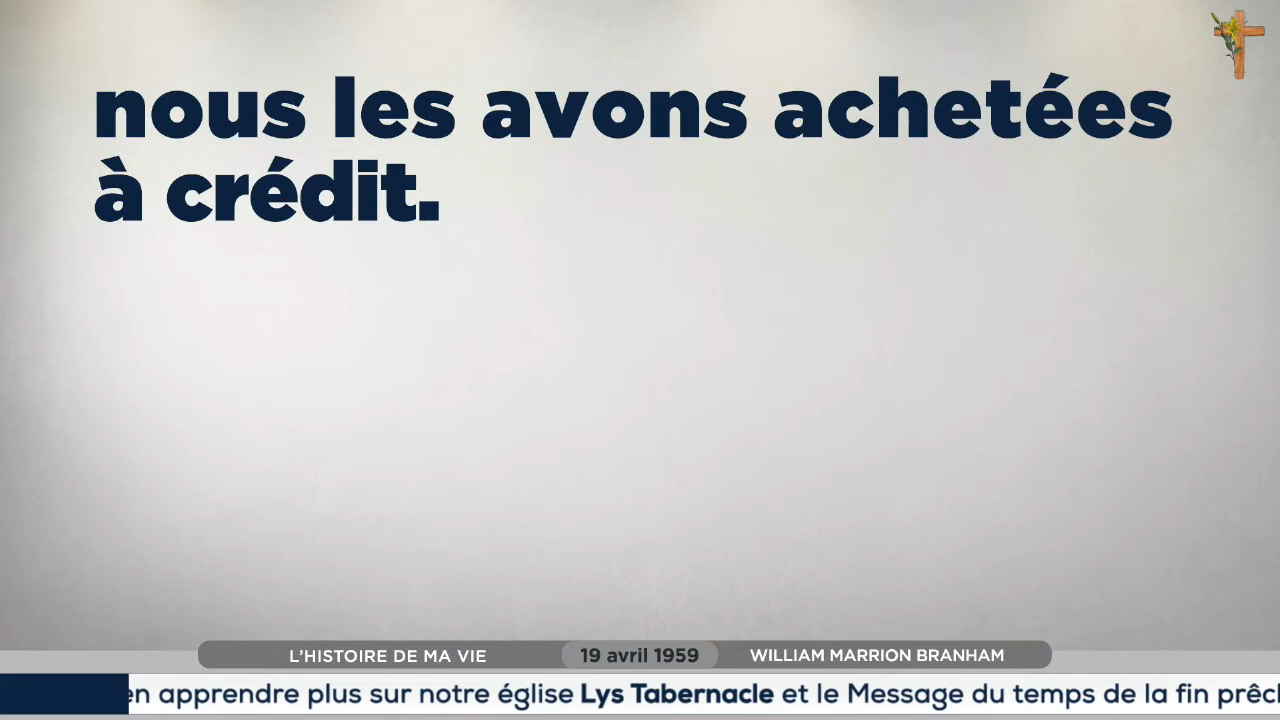 nous les avons achetées
à crédit.
L'HISTOIRE DE MA VIE 19 avril 1959 WILLIAM MARRION BRANHAM
en apprendre plus sur notre église Lys Tabernacle et le Message du temps de la fin